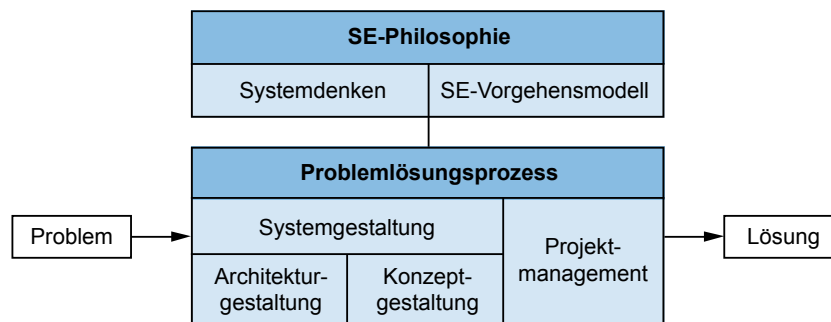 SE-Philosophie
Systemdenken
SE-Vorgehensmodell
Problemlösungsprozess
Problem
Systemgestaltung
Architektur-
gestaltung
Konzept-
gestaltung
Projekt-
management
Lösung